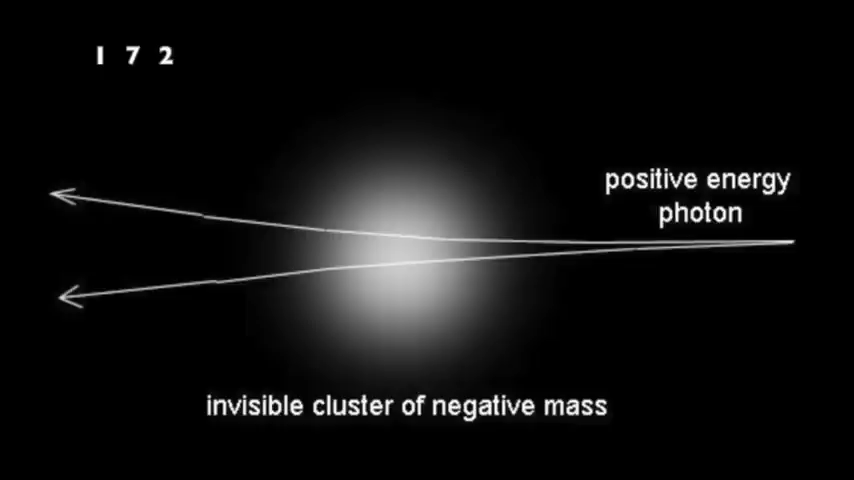 1 7 2
positive energy
photon
invisible cluster of negative mass